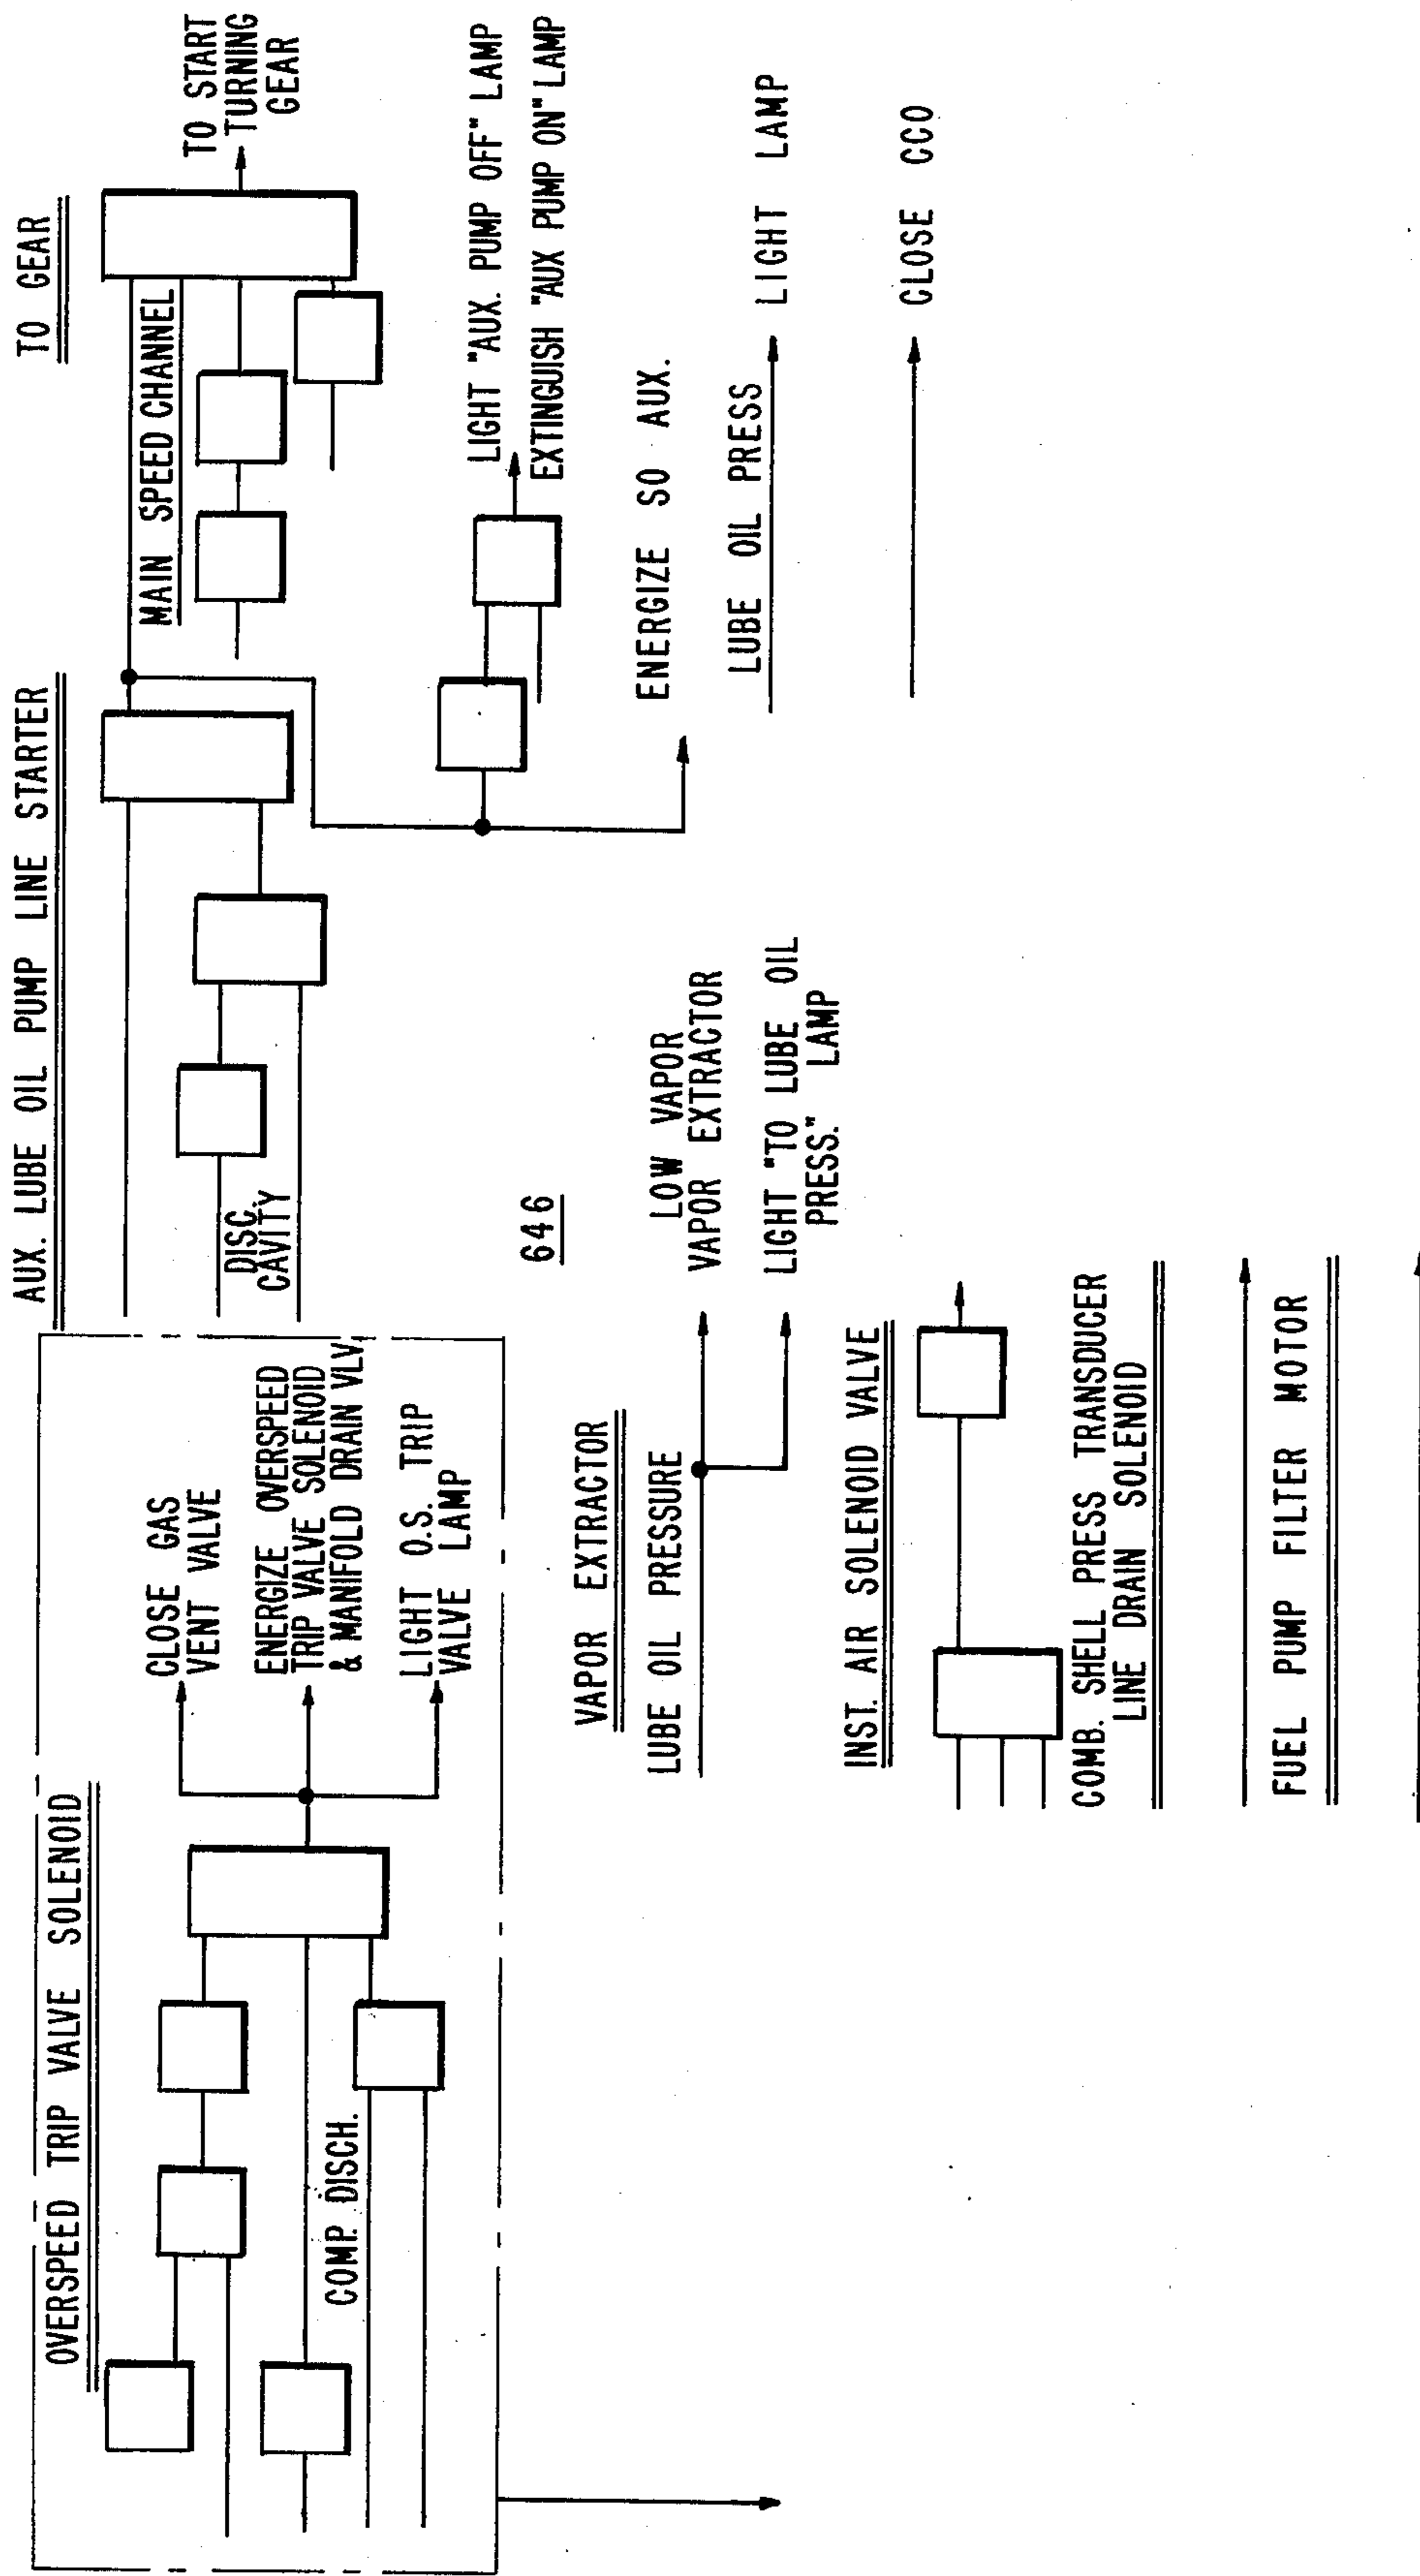 OVERSPEED TRIP VALVE SOLENOID
CLOSE GAS
VENT VALVE
ENERGIZE OVERSPEED
TRIP VALVE SOLENOID
& MANIFOLD DRAIN VLV.
COMP. DISCH.
LIGHT O.S. TRIP
VALVE LAMP
AUX. LUBE OIL PUMP LINE STARTER
DISC.
CAVITY
TO GEAR
MAIN SPEED CHANNEL
TO START
TURNING
GEAR
LIGHT "AUX. PUMP OFF" LAMP
EXTINGUISH "AUX PUMP ON" LAMP
646
ENERGIZE SO AUX.
VAPOR EXTRACTOR
LUBE OIL PRESSURE
LOW VAPOR
VAPOR EXTRACTOR
LIGHT "TO LUBE OIL
PRESS." LAMP
LUBE OIL PRESS
LIGHT LAMP
CLOSE CCO
INST. AIR SOLENOID VALVE
COMB. SHELL PRESS TRANSDUCER
LINE DRAIN SOLENOID
FUEL PUMP FILTER MOTOR